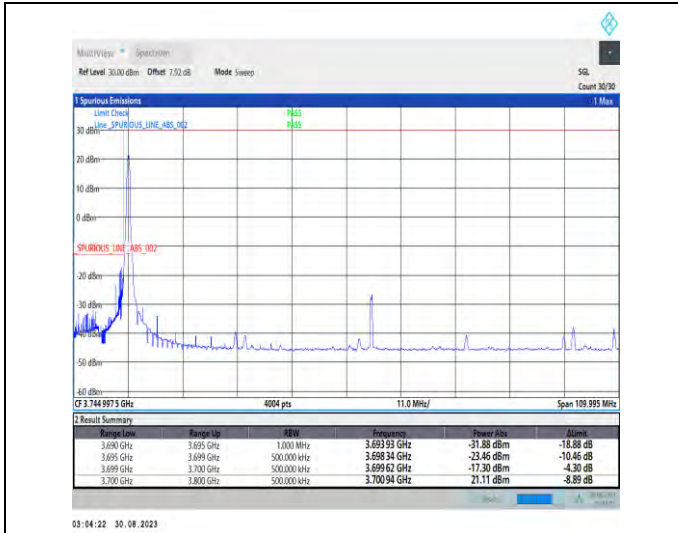 MultiView Spectrum
Ref Level 30.00 dBm Offset 7.92 dB Mode Sweep SGL
Count 30/30
1 Spurious Emissions 1 Max
Limit Check PASS
Line _SPURIOUS_LINE_ABS_002 PASS
30 dBm
20 dBm
10 dBm
0 dBm
_SPURIOUS_LINE_ABS_002
-20 dBm
-30 dBm
-40 dBm
-50 dBm
-60 dBm
CF 3.744 997 5 GHz 4004 pts 11.0 MHz/ Span 109.995 MHz
2 Result Summary
Range Low Range Up RBW Frequency Power Abs ΔLimit
3.690 GHz 3.695 GHz 1.000 MHz 3.693 93 GHz -31.88 dBm -18.88 dB
3.695 GHz 3.699 GHz 500.000 kHz 3.698 34 GHz -23.46 dBm -10.46 dB
3.699 GHz 3.700 GHz 500.000 kHz 3.699 62 GHz -17.30 dBm -4.30 dB
3.700 GHz 3.800 GHz 500.000 kHz 3.700 94 GHz 21.11 dBm -8.89 dB
03:04:22 30.08.2023